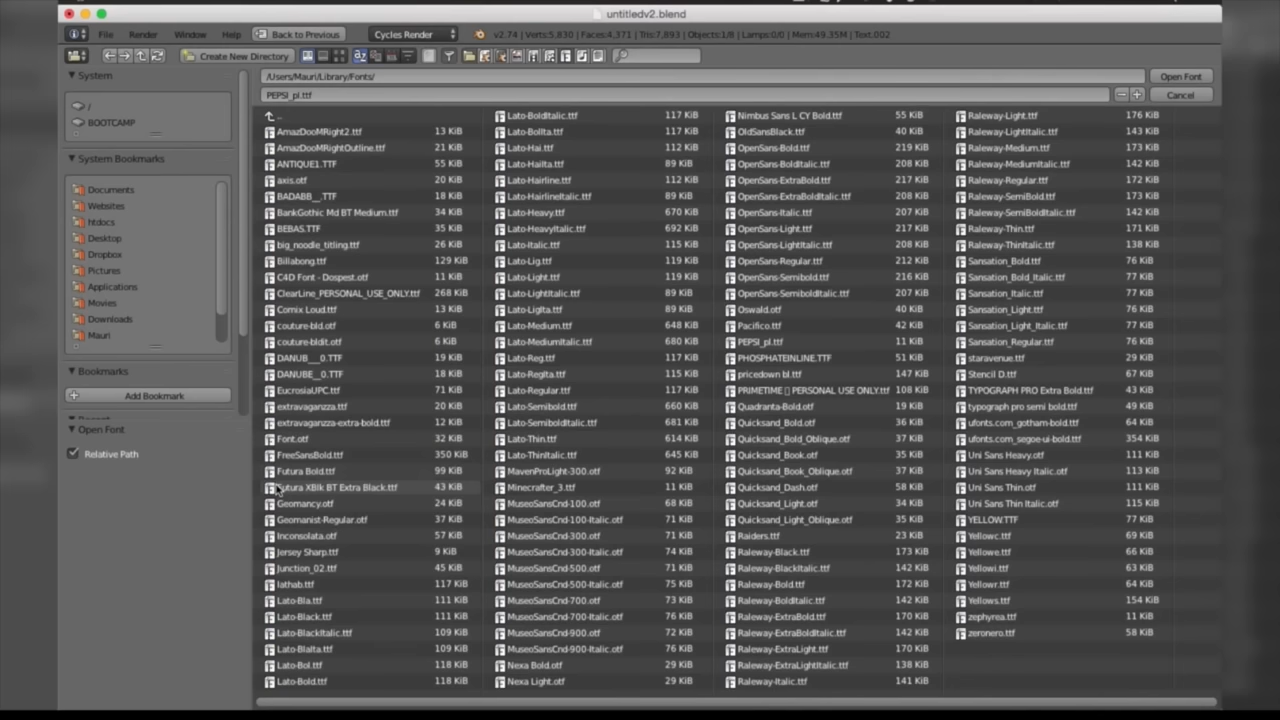 untitledv2.blend
File Render Window Help Back to Previous Cycles Render v2.74 | Verts:5,830 | Faces:4,371 | Tris:7,893 | Objects:1/8 | Lamps:0/0 | Mem:49.35M | Text.002
Create New Directory
System
/
BOOTCAMP
System Bookmarks
Documents
Websites
htdocs
Desktop
Dropbox
Pictures
Applications
Movies
Downloads
Mauri
Bookmarks
Add Bookmark
Open Font
Relative Path
/Users/Mauri/Library/Fonts/ Open Font
PEPSI_pl.ttf Cancel
..
AmazDooMRight2.ttf 13 KiB
AmazDooMRightOutline.ttf 21 KiB
ANTIQUE1.TTF 55 KiB
axis.otf 20 KiB
BADABB__.TTF 18 KiB
BankGothic Md BT Medium.ttf 34 KiB
BEBAS.TTF 35 KiB
big_noodle_titling.ttf 26 KiB
Billabong.ttf 129 KiB
C4D Font - Dospest.otf 11 KiB
ClearLine_PERSONAL_USE_ONLY.ttf 268 KiB
Comix Loud.ttf 13 KiB
couture-bld.otf 6 KiB
couture-bldit.otf 6 KiB
DANUB___0.TTF 19 KiB
DANUBE__0.TTF 18 KiB
EucrosiaUPC.ttf 71 KiB
extravaganzza.ttf 20 KiB
extravaganzza-extra-bold.ttf 12 KiB
Font.otf 32 KiB
FreeSansBold.ttf 350 KiB
Futura Bold.ttf 99 KiB
Futura XBlk BT Extra Black.ttf 43 KiB
Geomancy.otf 24 KiB
Geomanist-Regular.otf 37 KiB
Inconsolata.otf 57 KiB
Jersey Sharp.ttf 9 KiB
Junction_02.ttf 45 KiB
lathab.ttf 117 KiB
Lato-Bla.ttf 111 KiB
Lato-Black.ttf 111 KiB
Lato-BlackItalic.ttf 109 KiB
Lato-BlaIta.ttf 109 KiB
Lato-Bol.ttf 118 KiB
Lato-Bold.ttf 118 KiB
Lato-BoldItalic.ttf 117 KiB
Lato-BolIta.ttf 117 KiB
Lato-Hai.ttf 112 KiB
Lato-HaiIta.ttf 89 KiB
Lato-Hairline.ttf 112 KiB
Lato-HairlineItalic.ttf 89 KiB
Lato-Heavy.ttf 670 KiB
Lato-HeavyItalic.ttf 692 KiB
Lato-Italic.ttf 115 KiB
Lato-Lig.ttf 119 KiB
Lato-Light.ttf 119 KiB
Lato-LightItalic.ttf 89 KiB
Lato-LigIta.ttf 89 KiB
Lato-Medium.ttf 648 KiB
Lato-MediumItalic.ttf 680 KiB
Lato-Reg.ttf 117 KiB
Lato-RegIta.ttf 115 KiB
Lato-Regular.ttf 117 KiB
Lato-Semibold.ttf 660 KiB
Lato-SemiboldItalic.ttf 681 KiB
Lato-Thin.ttf 614 KiB
Lato-ThinItalic.ttf 645 KiB
MavenProLight-300.otf 92 KiB
Minecrafter_3.ttf 11 KiB
MuseoSansCnd-100.otf 68 KiB
MuseoSansCnd-100-Italic.otf 71 KiB
MuseoSansCnd-300.otf 71 KiB
MuseoSansCnd-300-Italic.otf 74 KiB
MuseoSansCnd-500.otf 71 KiB
MuseoSansCnd-500-Italic.otf 75 KiB
MuseoSansCnd-700.otf 73 KiB
MuseoSansCnd-700-Italic.otf 76 KiB
MuseoSansCnd-900.otf 72 KiB
MuseoSansCnd-900-Italic.otf 76 KiB
Nexa Bold.otf 29 KiB
Nexa Light.otf 29 KiB
Nimbus Sans L CY Bold.ttf 55 KiB
OldSansBlack.ttf 40 KiB
OpenSans-Bold.ttf 219 KiB
OpenSans-BoldItalic.ttf 208 KiB
OpenSans-ExtraBold.ttf 217 KiB
OpenSans-ExtraBoldItalic.ttf 208 KiB
OpenSans-Italic.ttf 207 KiB
OpenSans-Light.ttf 217 KiB
OpenSans-LightItalic.ttf 208 KiB
OpenSans-Regular.ttf 212 KiB
OpenSans-Semibold.ttf 216 KiB
OpenSans-SemiboldItalic.ttf 207 KiB
Oswald.otf 40 KiB
Pacifico.ttf 42 KiB
PEPSI_pl.ttf 11 KiB
PHOSPHATEINLINE.TTF 51 KiB
pricedown bl.ttf 147 KiB
PRIMETIME ▯ PERSONAL USE ONLY.ttf 108 KiB
Quadranta-Bold.otf 19 KiB
Quicksand_Bold.otf 36 KiB
Quicksand_Bold_Oblique.otf 37 KiB
Quicksand_Book.otf 35 KiB
Quicksand_Book_Oblique.otf 37 KiB
Quicksand_Dash.otf 58 KiB
Quicksand_Light.otf 34 KiB
Quicksand_Light_Oblique.otf 35 KiB
Raiders.ttf 23 KiB
Raleway-Black.ttf 173 KiB
Raleway-BlackItalic.ttf 142 KiB
Raleway-Bold.ttf 172 KiB
Raleway-BoldItalic.ttf 142 KiB
Raleway-ExtraBold.ttf 170 KiB
Raleway-ExtraBoldItalic.ttf 142 KiB
Raleway-ExtraLight.ttf 170 KiB
Raleway-ExtraLightItalic.ttf 138 KiB
Raleway-Italic.ttf 141 KiB
Raleway-Light.ttf 176 KiB
Raleway-LightItalic.ttf 143 KiB
Raleway-Medium.ttf 173 KiB
Raleway-MediumItalic.ttf 142 KiB
Raleway-Regular.ttf 172 KiB
Raleway-SemiBold.ttf 173 KiB
Raleway-SemiBoldItalic.ttf 142 KiB
Raleway-Thin.ttf 171 KiB
Raleway-ThinItalic.ttf 138 KiB
Sansation_Bold.ttf 76 KiB
Sansation_Bold_Italic.ttf 77 KiB
Sansation_Italic.ttf 77 KiB
Sansation_Light.ttf 76 KiB
Sansation_Light_Italic.ttf 77 KiB
Sansation_Regular.ttf 76 KiB
staravenue.ttf 29 KiB
Stencil D.ttf 67 KiB
TYPOGRAPH PRO Extra Bold.ttf 43 KiB
typograph pro semi bold.ttf 49 KiB
ufonts.com_gotham-bold.ttf 64 KiB
ufonts.com_segoe-ui-bold.ttf 354 KiB
Uni Sans Heavy.otf 111 KiB
Uni Sans Heavy Italic.otf 113 KiB
Uni Sans Thin.otf 111 KiB
Uni Sans Thin Italic.otf 115 KiB
YELLOW.TTF 77 KiB
Yellowc.ttf 69 KiB
Yellowe.ttf 66 KiB
Yellowi.ttf 63 KiB
Yellowr.ttf 64 KiB
Yellows.ttf 154 KiB
zephyrea.ttf 11 KiB
zeronero.ttf 58 KiB